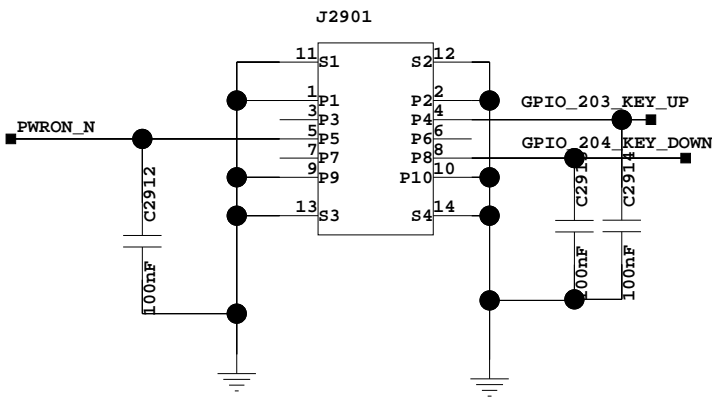 J2901
11 S1 S2 12
1 P1 P2 2
3 P3 P4 4
5 P5 P6 6
7 P7 P8 8
9 P9 P10 10
13 S3 S4 14
PWRON_N
GPIO_203_KEY_UP
GPIO_204_KEY_DOWN
C2912
100nF
100nF
C2914
100nF